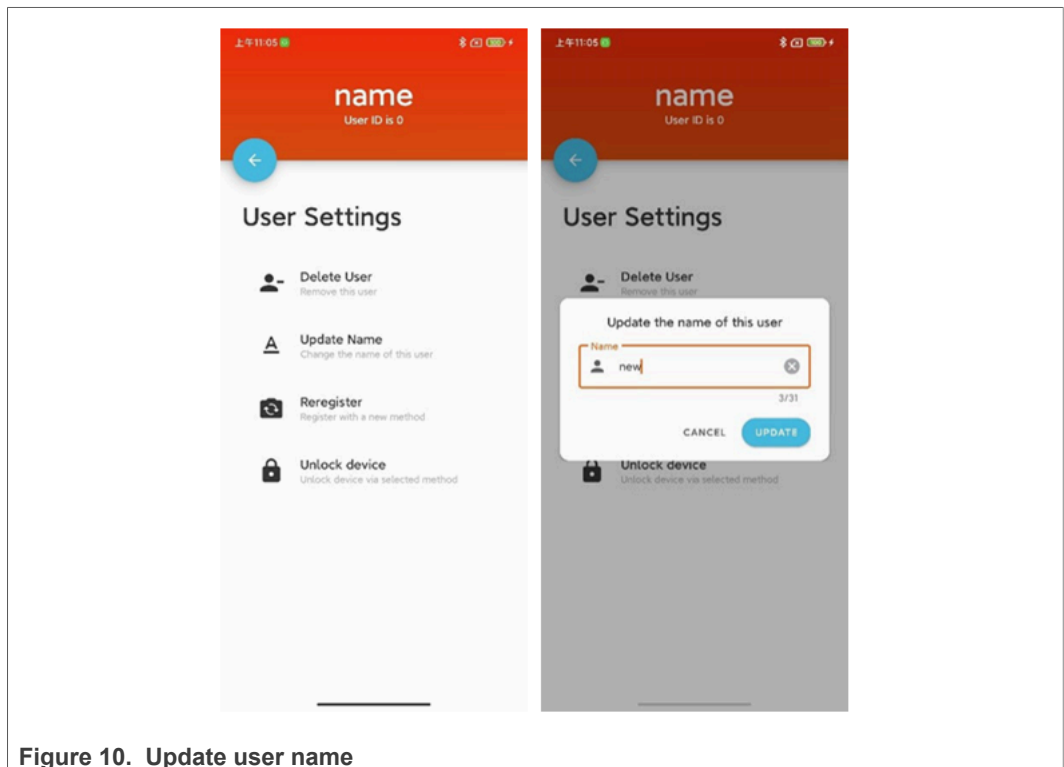 上午11:05
name
User ID is 0
User Settings
Delete User
Remove this user
Update Name
Change the name of this user
Reregister
Register with a new method
Unlock device
Unlock device via selected method
上午11:05
name
User ID is 0
User Settings
Delete User
Remove this user
Update the name of this user
Name
new
3/31
CANCEL UPDATE
Unlock device
Unlock device via selected method
Figure 10. Update user name